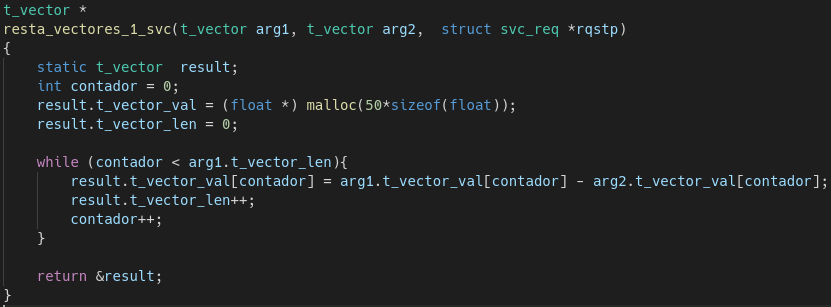 t_vector *
resta_vectores_1_svc(t_vector arg1, t_vector arg2,  struct svc_req *rqstp)
{
    static t_vector  result;
    int contador = 0;
    result.t_vector_val = (float *) malloc(50*sizeof(float));
    result.t_vector_len = 0;

    while (contador < arg1.t_vector_len){
        result.t_vector_val[contador] = arg1.t_vector_val[contador] - arg2.t_vector_val[contador];
        result.t_vector_len++;
        contador++;
    }

    return &result;
}